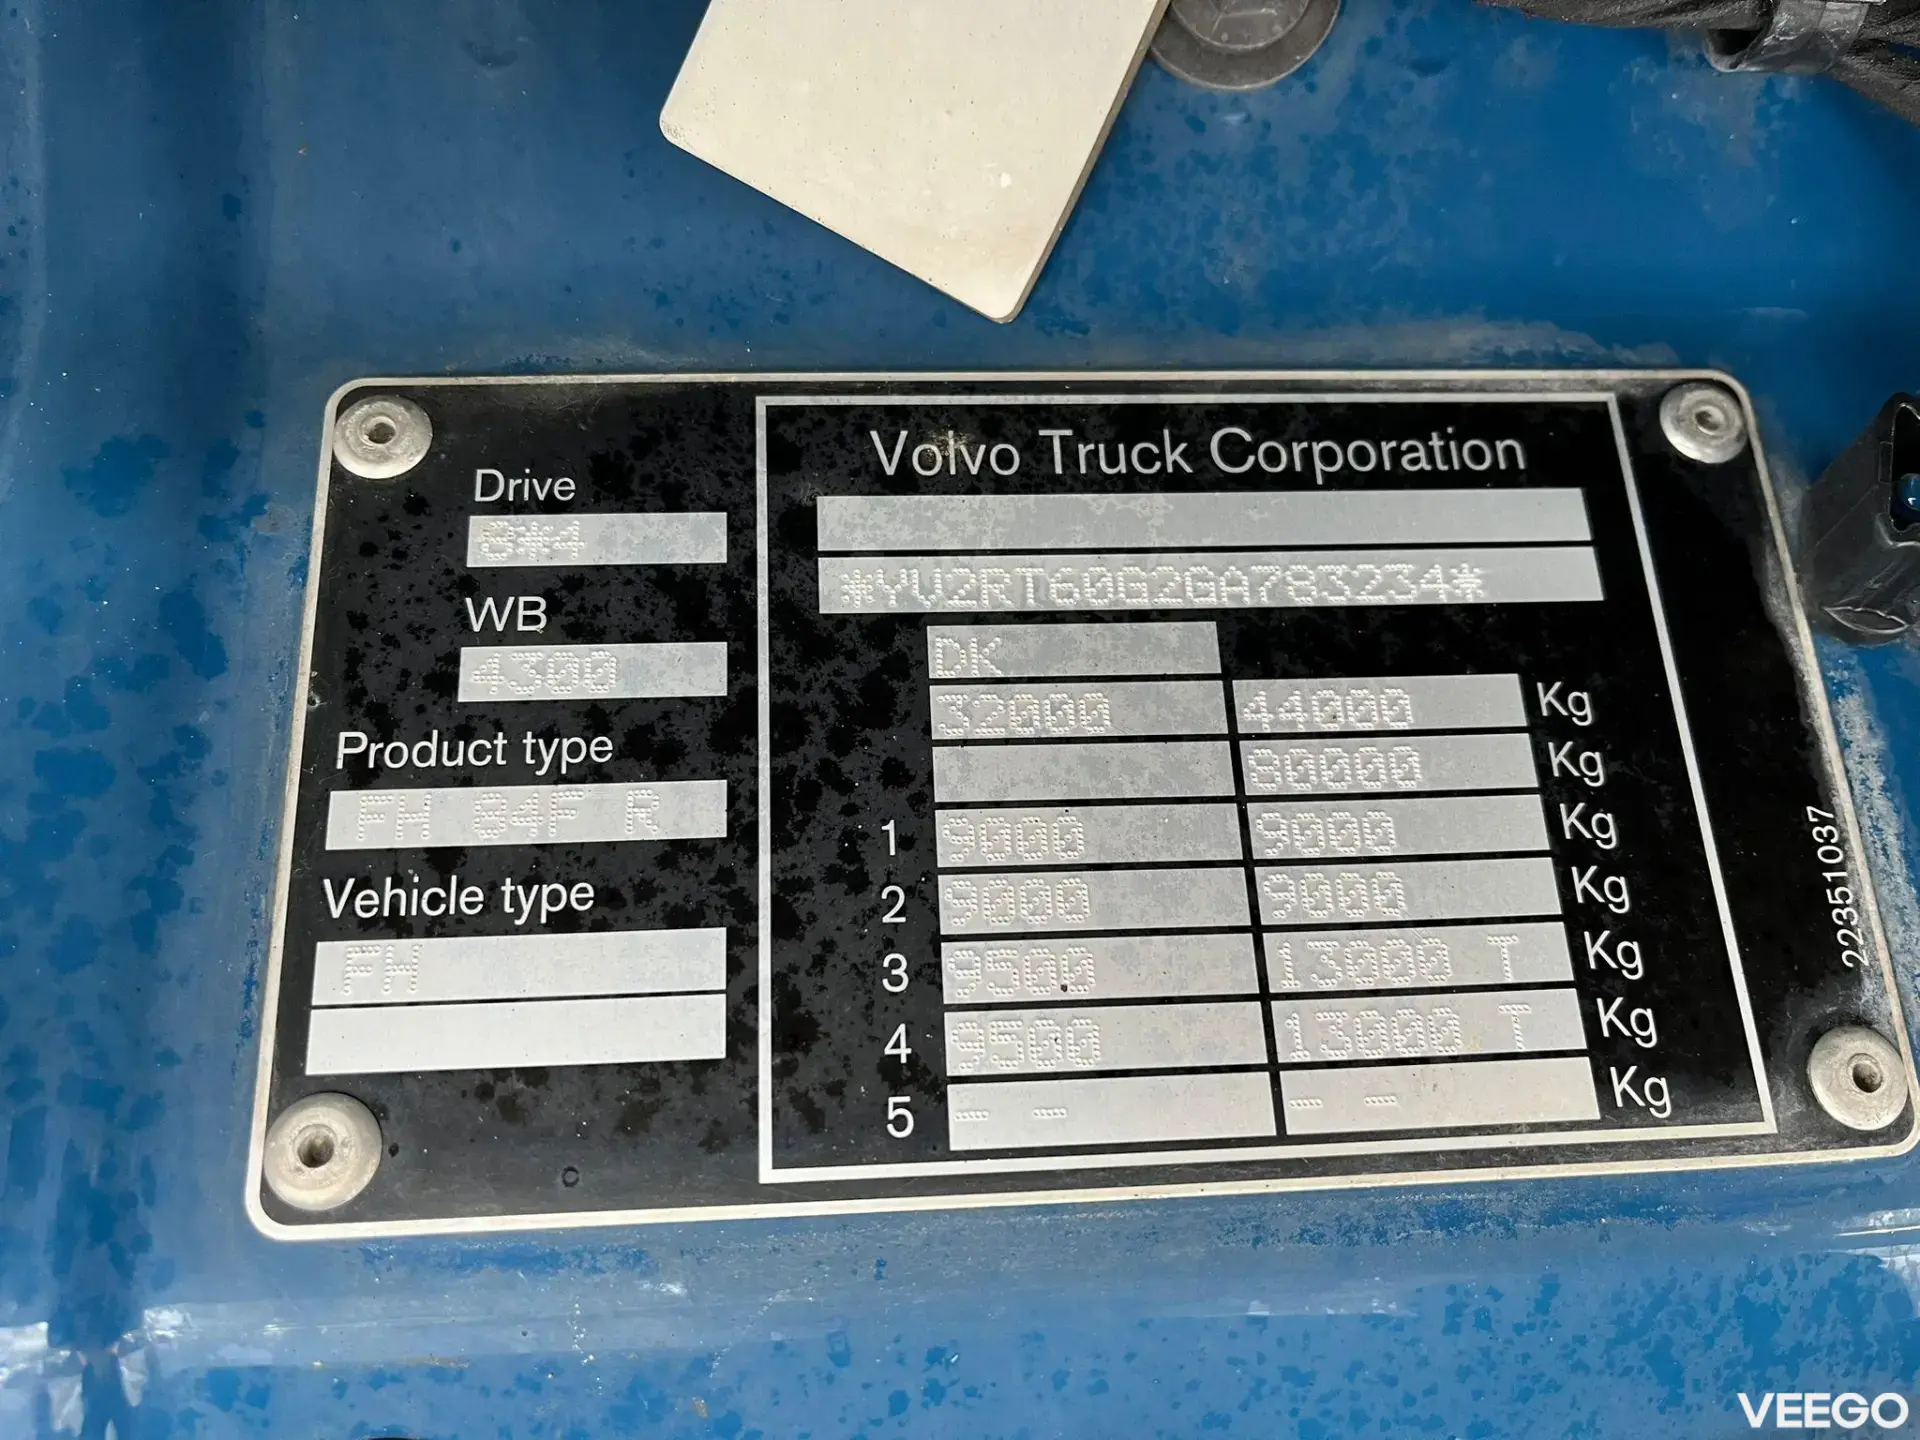 Volvo Truck Corporation
Drive
8*4
WB
4300
Product type
FH 84F R
Vehicle type
FH
*YV2RT60G2GA783234*
DK
32000 44000 Kg
80000 Kg
1 9000 9000 Kg
2 9000 9000 Kg
3 9500 13000 T Kg
4 9500 13000 T Kg
5 -- -- -- -- Kg
22351037
VEEGO